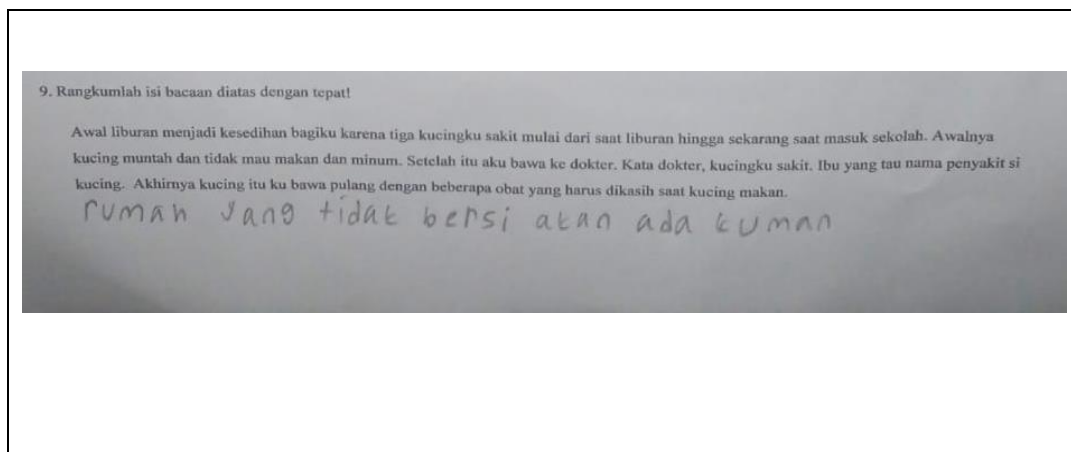 9. Rangkumlah isi bacaan diatas dengan tepat!
Awal liburan menjadi kesedihan bagiku karena tiga kucingku sakit mulai dari saat liburan hingga sekarang saat masuk sekolah. Awalnya
kucing muntah dan tidak mau makan dan minum. Setelah itu aku bawa ke dokter. Kata dokter, kucingku sakit. Ibu yang tau nama penyakit si
kucing. Akhirnya kucing itu ku bawa pulang dengan beberapa obat yang harus dikasih saat kucing makan.
rumah yang tidak bersi akan ada kuman